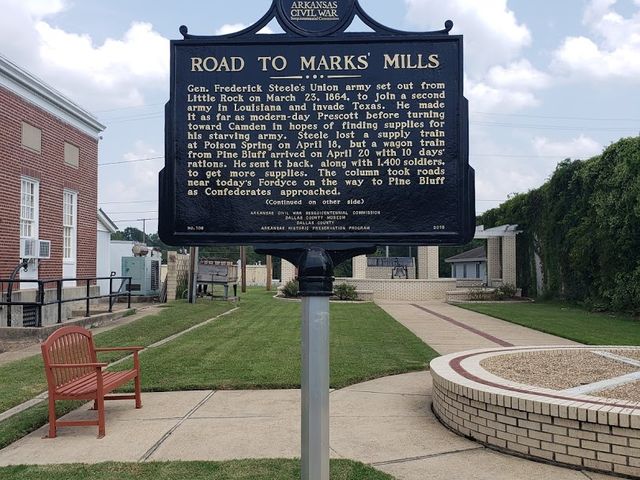 ARKANSAS
CIVIL WAR
Sesquicentennial Commission
ROAD TO MARKS' MILLS
Gen. Frederick Steele's Union army set out from
Little Rock on March 23, 1864, to join a second
army in Louisiana and invade Texas. He made
it as far as modern-day Prescott before turning
toward Camden in hopes of finding supplies for
his starving army. Steele lost a supply train
at Poison Spring on April 18, but a wagon train
from Pine Bluff arrived on April 20 with 10 days'
rations. He sent it back, along with 1,400 soldiers,
to get more supplies. The column took roads
near today's Fordyce on the way to Pine Bluff
as Confederates approached.
(Continued on other side)
ARKANSAS CIVIL WAR SESQUICENTENNIAL COMMISSION
DALLAS COUNTY MUSEUM
DALLAS COUNTY
NO. 108 ARKANSAS HISTORIC PRESERVATION PROGRAM 2015